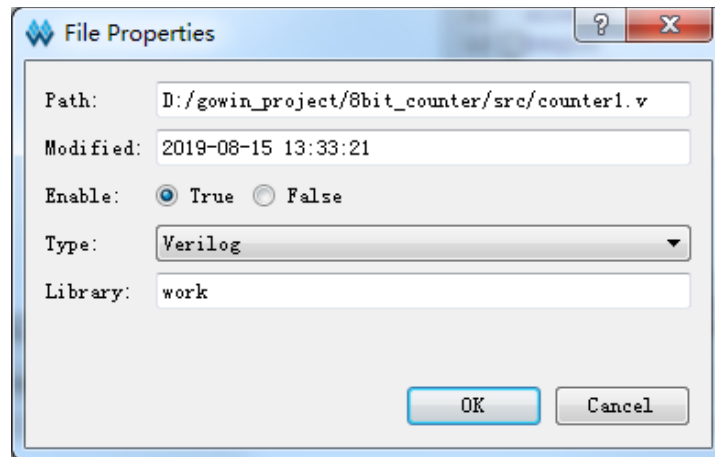 File Properties
Path: D:/gowin_project/8bit_counter/src/counter1.v
Modified: 2019-08-15 13:33:21
Enable: True False
Type: Verilog
Library: work
OK Cancel